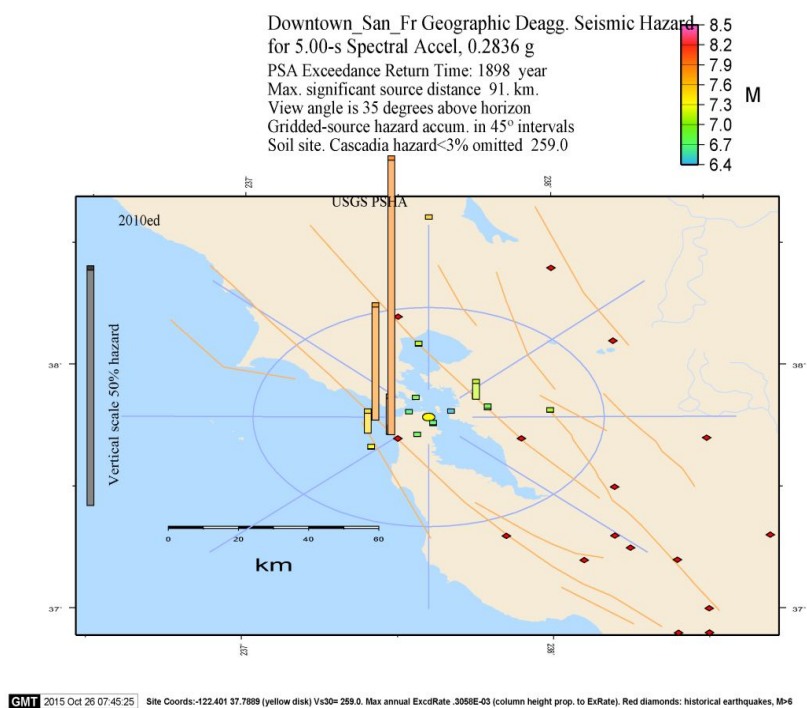 Downtown_San_Fr Geographic Deagg. Seismic Hazard
for 5.00-s Spectral Accel, 0.2836 g
PSA Exceedance Return Time: 1898 year
Max. significant source distance 91. km.
View angle is 35 degrees above horizon
Gridded-source hazard accum. in 45° intervals
Soil site. Cascadia hazard<3% omitted 259.0
8.5
8.2
7.9
7.6
7.3
7.0
6.7
6.4
M
237°
238°
USGS PSHA
2010ed
Vertical scale 50% hazard
38°
38°
0 20 40 60
km
37°
37°
237°
238°
GMT 2015 Oct 26 07:45:25 Site Coords:-122.401 37.7889 (yellow disk) Vs30= 259.0. Max annual ExcdRate .3058E-03 (column height prop. to ExRate). Red diamonds: historical earthquakes, M>6